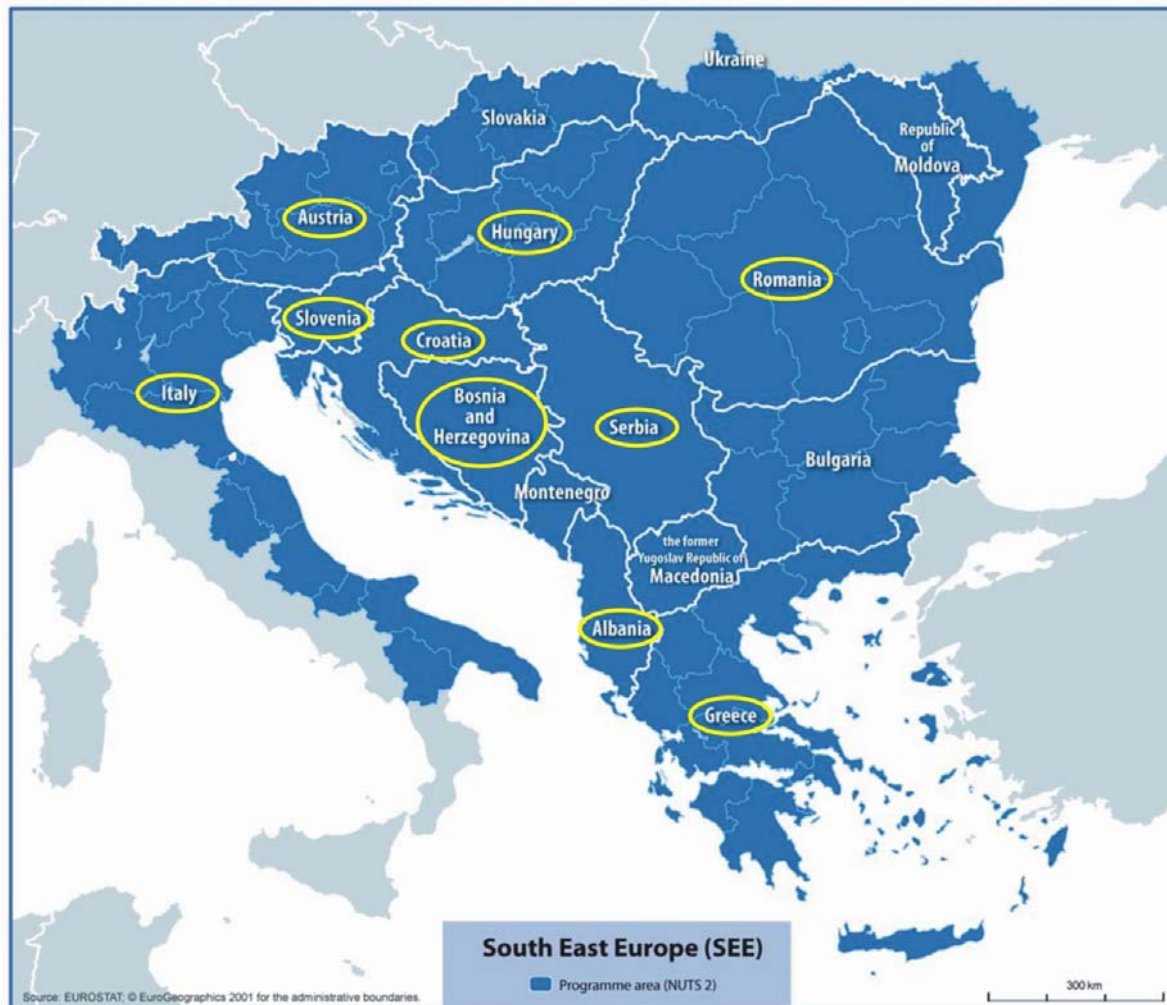 Ukraine
Slovakia
Republic
of
Moldova
Austria
Hungary
Romania
Slovenia
Croatia
Italy
Bosnia
and
Herzegovina
Serbia
Bulgaria
Montenegro
the former
Yugoslav Republic of
Macedonia
Albania
Greece
South East Europe (SEE)
Programme area (NUTS 2)
Source: EUROSTAT; © EuroGeographics 2001 for the administrative boundaries.
300 km